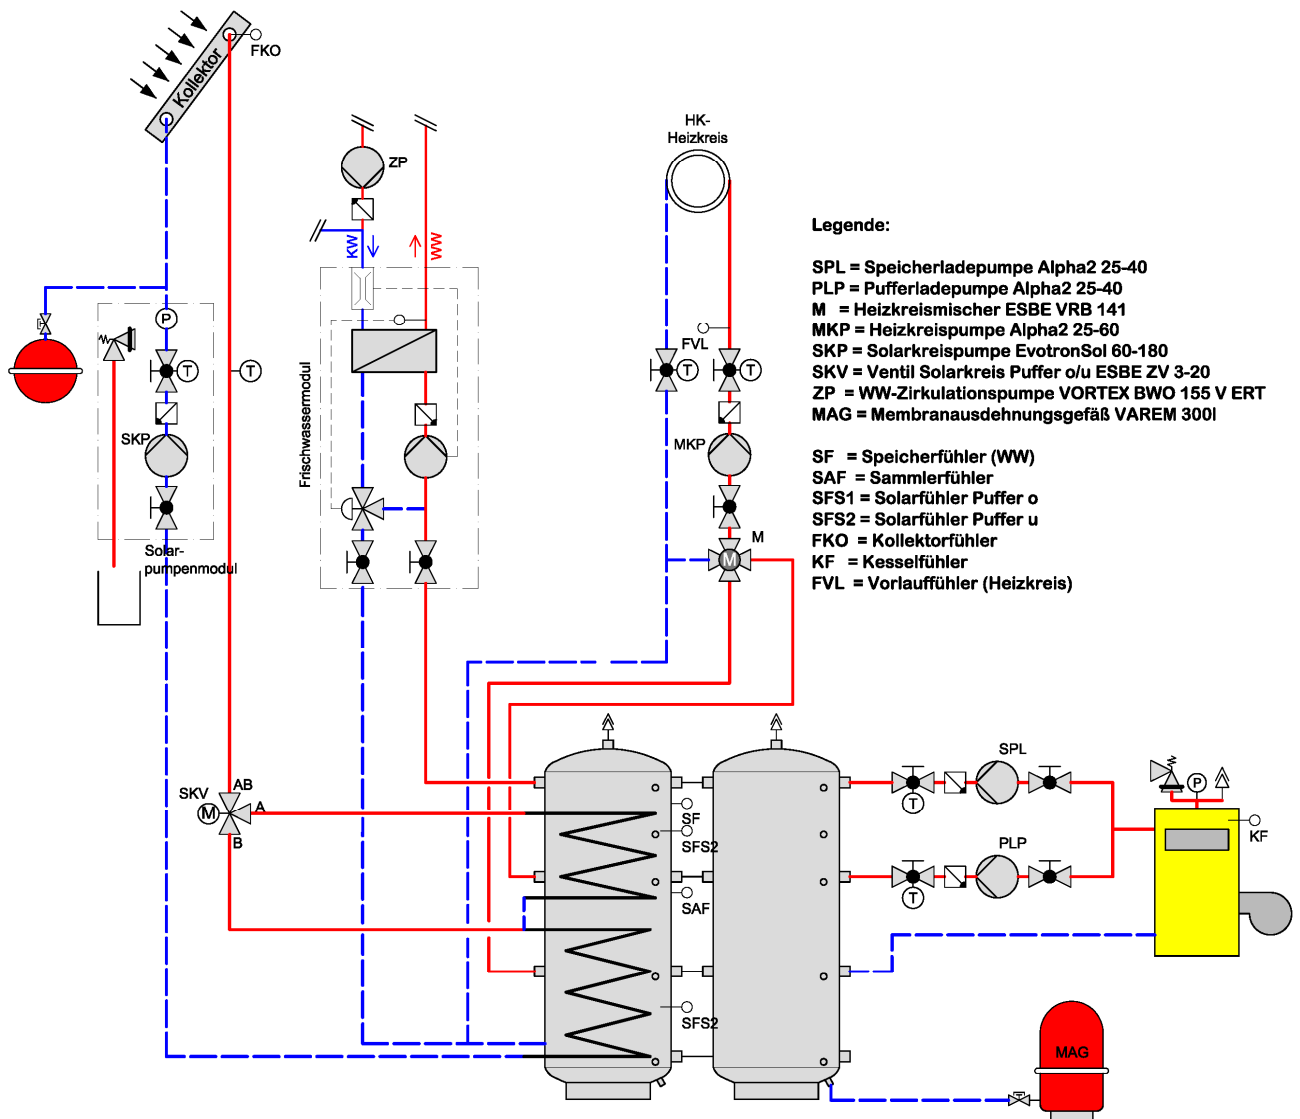 FKO
Kollektor
ZP
HK-
Heizkreis
KW
WW
Legende:
SPL = Speicherladepumpe Alpha2 25-40
PLP = Pufferladepumpe Alpha2 25-40
M = Heizkreismischer ESBE VRB 141
MKP = Heizkreispumpe Alpha2 25-60
SKP = Solarkreispumpe EvotronSol 60-180
SKV = Ventil Solarkreis Puffer o/u ESBE ZV 3-20
ZP = WW-Zirkulationspumpe VORTEX BWO 155 V ERT
MAG = Membranausdehnungsgefäß VAREM 300l
SF = Speicherfühler (WW)
SAF = Sammlerfühler
SFS1 = Solarfühler Puffer o
SFS2 = Solarfühler Puffer u
FKO = Kollektorfühler
KF = Kesselfühler
FVL = Vorlauffühler (Heizkreis)
P
T
T
FVL
T
T
SKP
MKP
Frischwassermodul
Solar-
pumpenmodul
M
M
SKV
AB
M
A
B
SF
SFS2
SAF
SFS2
SPL
T
PLP
T
P
KF
MAG